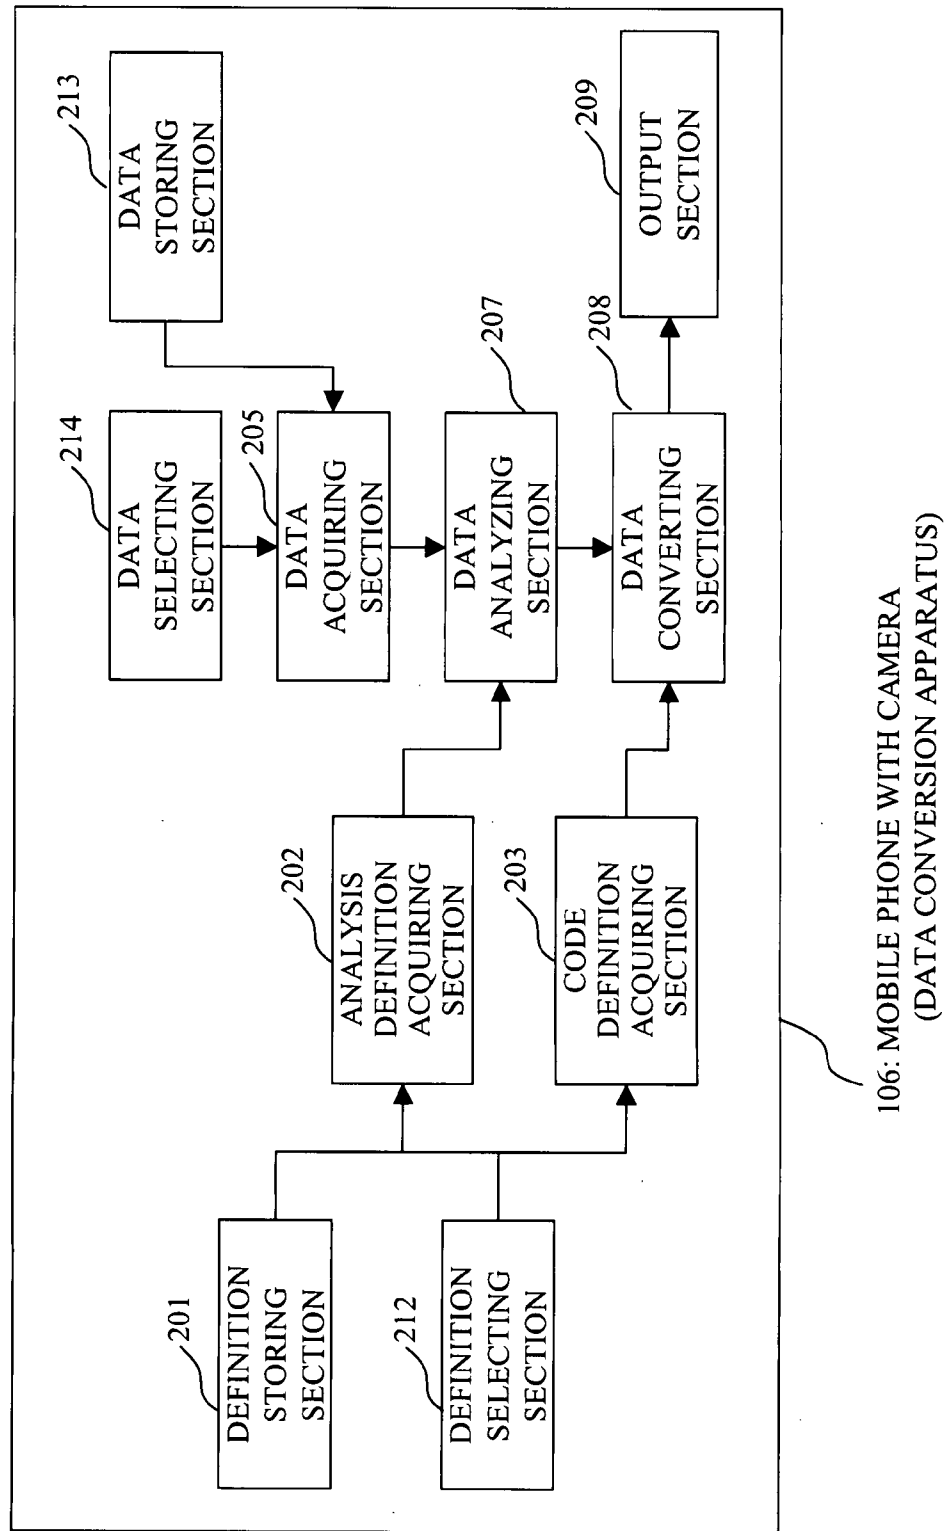 213
DATA
STORING
SECTION
214
DATA
SELECTING
SECTION
205
DATA
ACQUIRING
SECTION
207
DATA
ANALYZING
SECTION
208
DATA
CONVERTING
SECTION
209
OUTPUT
SECTION
202
ANALYSIS
DEFINITION
ACQUIRING
SECTION
203
CODE
DEFINITION
ACQUIRING
SECTION
201
DEFINITION
STORING
SECTION
212
DEFINITION
SELECTING
SECTION
106: MOBILE PHONE WITH CAMERA
(DATA CONVERSION APPARATUS)